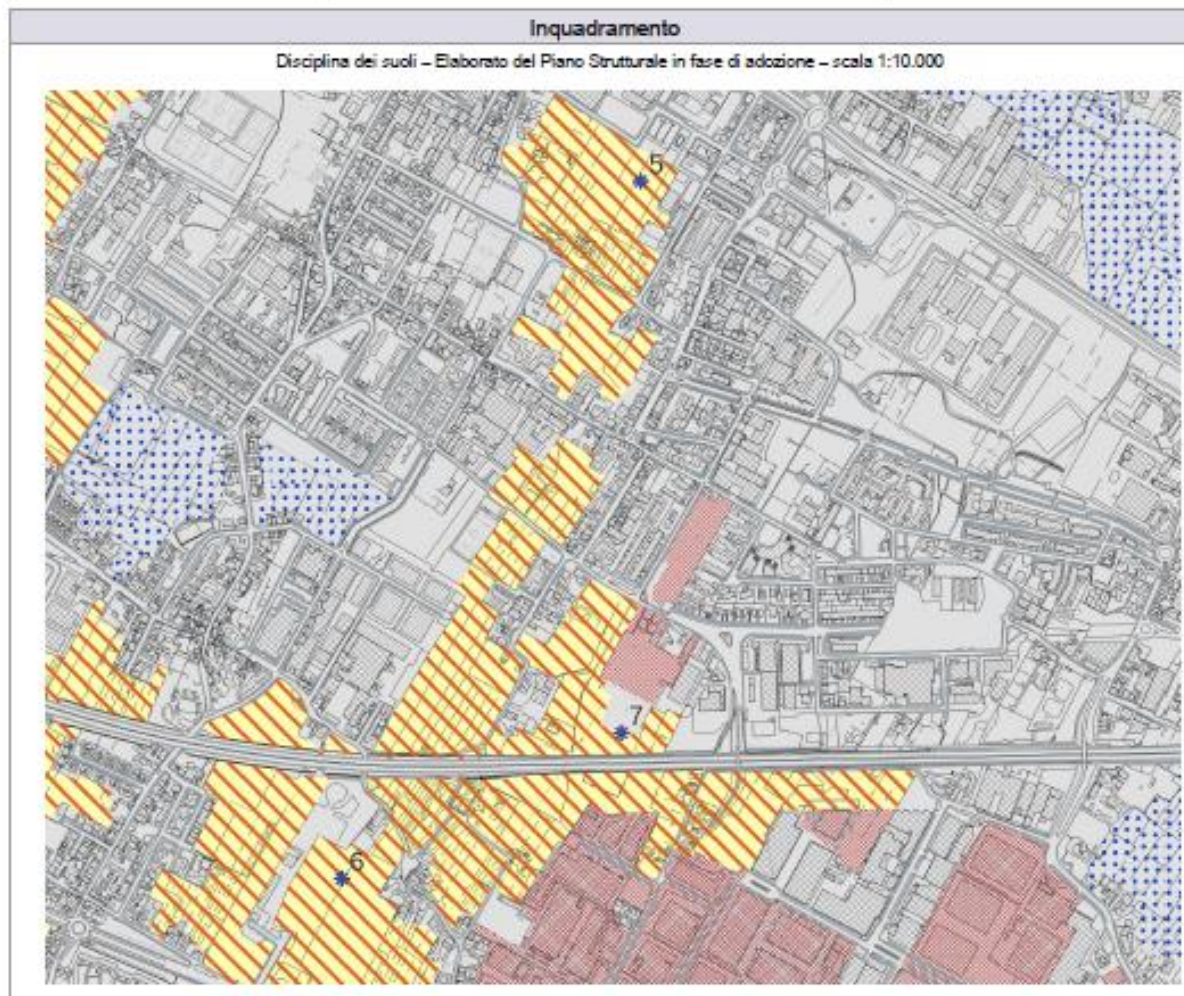 Inquadramento
Disciplina dei suoli – Elaborato del Piano Strutturale in fase di adozione – scala 1:10.000
5
7
6